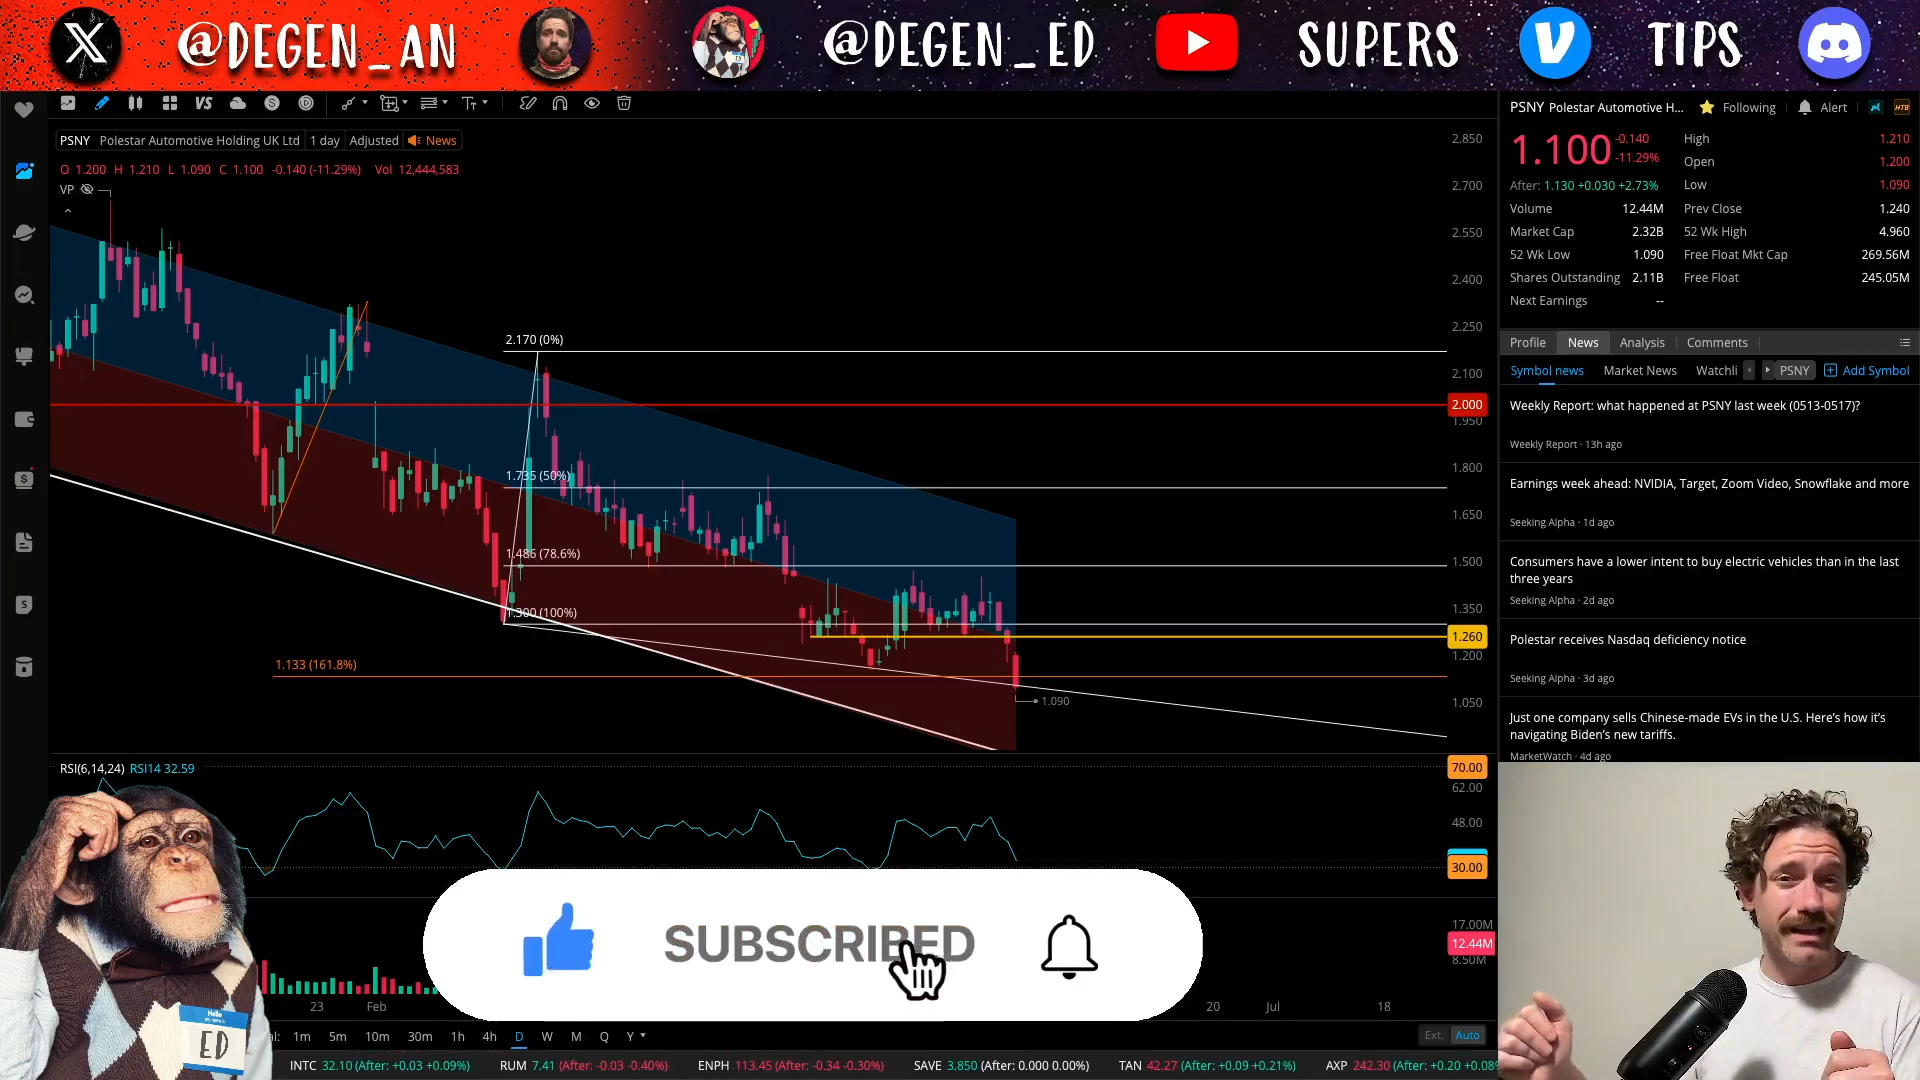 @DEGEN_AN
@DEGEN_ED
SUPERS
TIPS
VS
PSNY Polestar Automotive Holding UK Ltd 1 day Adjusted News
O 1.200 H 1.210 L 1.090 C 1.100 -0.140 (-11.29%) Vol 12,444,583
VP
2.170 (0%)
1.735 (50%)
1.486 (78.6%)
1.300 (100%)
1.133 (161.8%)
1.090
2.850
2.700
2.550
2.400
2.250
2.100
2.000
1.950
1.800
1.650
1.500
1.350
1.260
1.200
1.050
RSI(6,14,24) RSI14 32.59
70.00
62.00
48.00
30.00
17.00M
12.44M
8.50M
SUBSCRIBED
23 Feb 20 Jul 18
1m 5m 10m 30m 1h 4h D W M Q Y
Ext. Auto
INTC 32.10 (After: +0.03 +0.09%) RUM 7.41 (After: -0.03 -0.40%) ENPH 113.45 (After: -0.34 -0.30%) SAVE 3.850 (After: 0.000 0.00%) TAN 42.27 (After: +0.09 +0.21%) AXP 242.30 (After: +0.20 +0.08%
Hello
ED
PSNY Polestar Automotive H... Following Alert HTB
1.100 -0.140
-11.29%
After: 1.130 +0.030 +2.73%
High 1.210
Open 1.200
Low 1.090
Volume 12.44M Prev Close 1.240
Market Cap 2.32B 52 Wk High 4.960
52 Wk Low 1.090 Free Float Mkt Cap 269.56M
Shares Outstanding 2.11B Free Float 245.05M
Next Earnings --
Profile News Analysis Comments
Symbol news Market News Watchli PSNY Add Symbol
Weekly Report: what happened at PSNY last week (0513-0517)?
Weekly Report · 13h ago
Earnings week ahead: NVIDIA, Target, Zoom Video, Snowflake and more
Seeking Alpha · 1d ago
Consumers have a lower intent to buy electric vehicles than in the last
three years
Seeking Alpha · 2d ago
Polestar receives Nasdaq deficiency notice
Seeking Alpha · 3d ago
Just one company sells Chinese-made EVs in the U.S. Here's how it's
navigating Biden's new tariffs.
MarketWatch · 4d ago